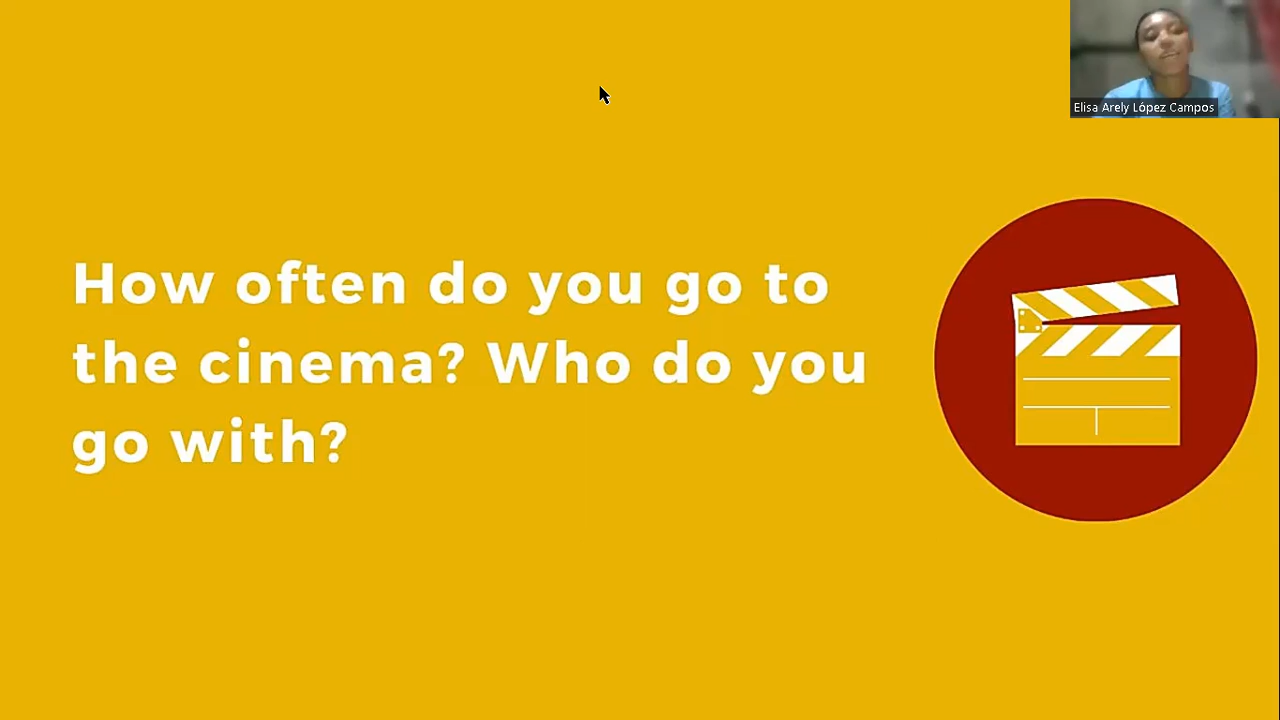 Elisa Arely López Campos
How often do you go to
the cinema? Who do you
go with?